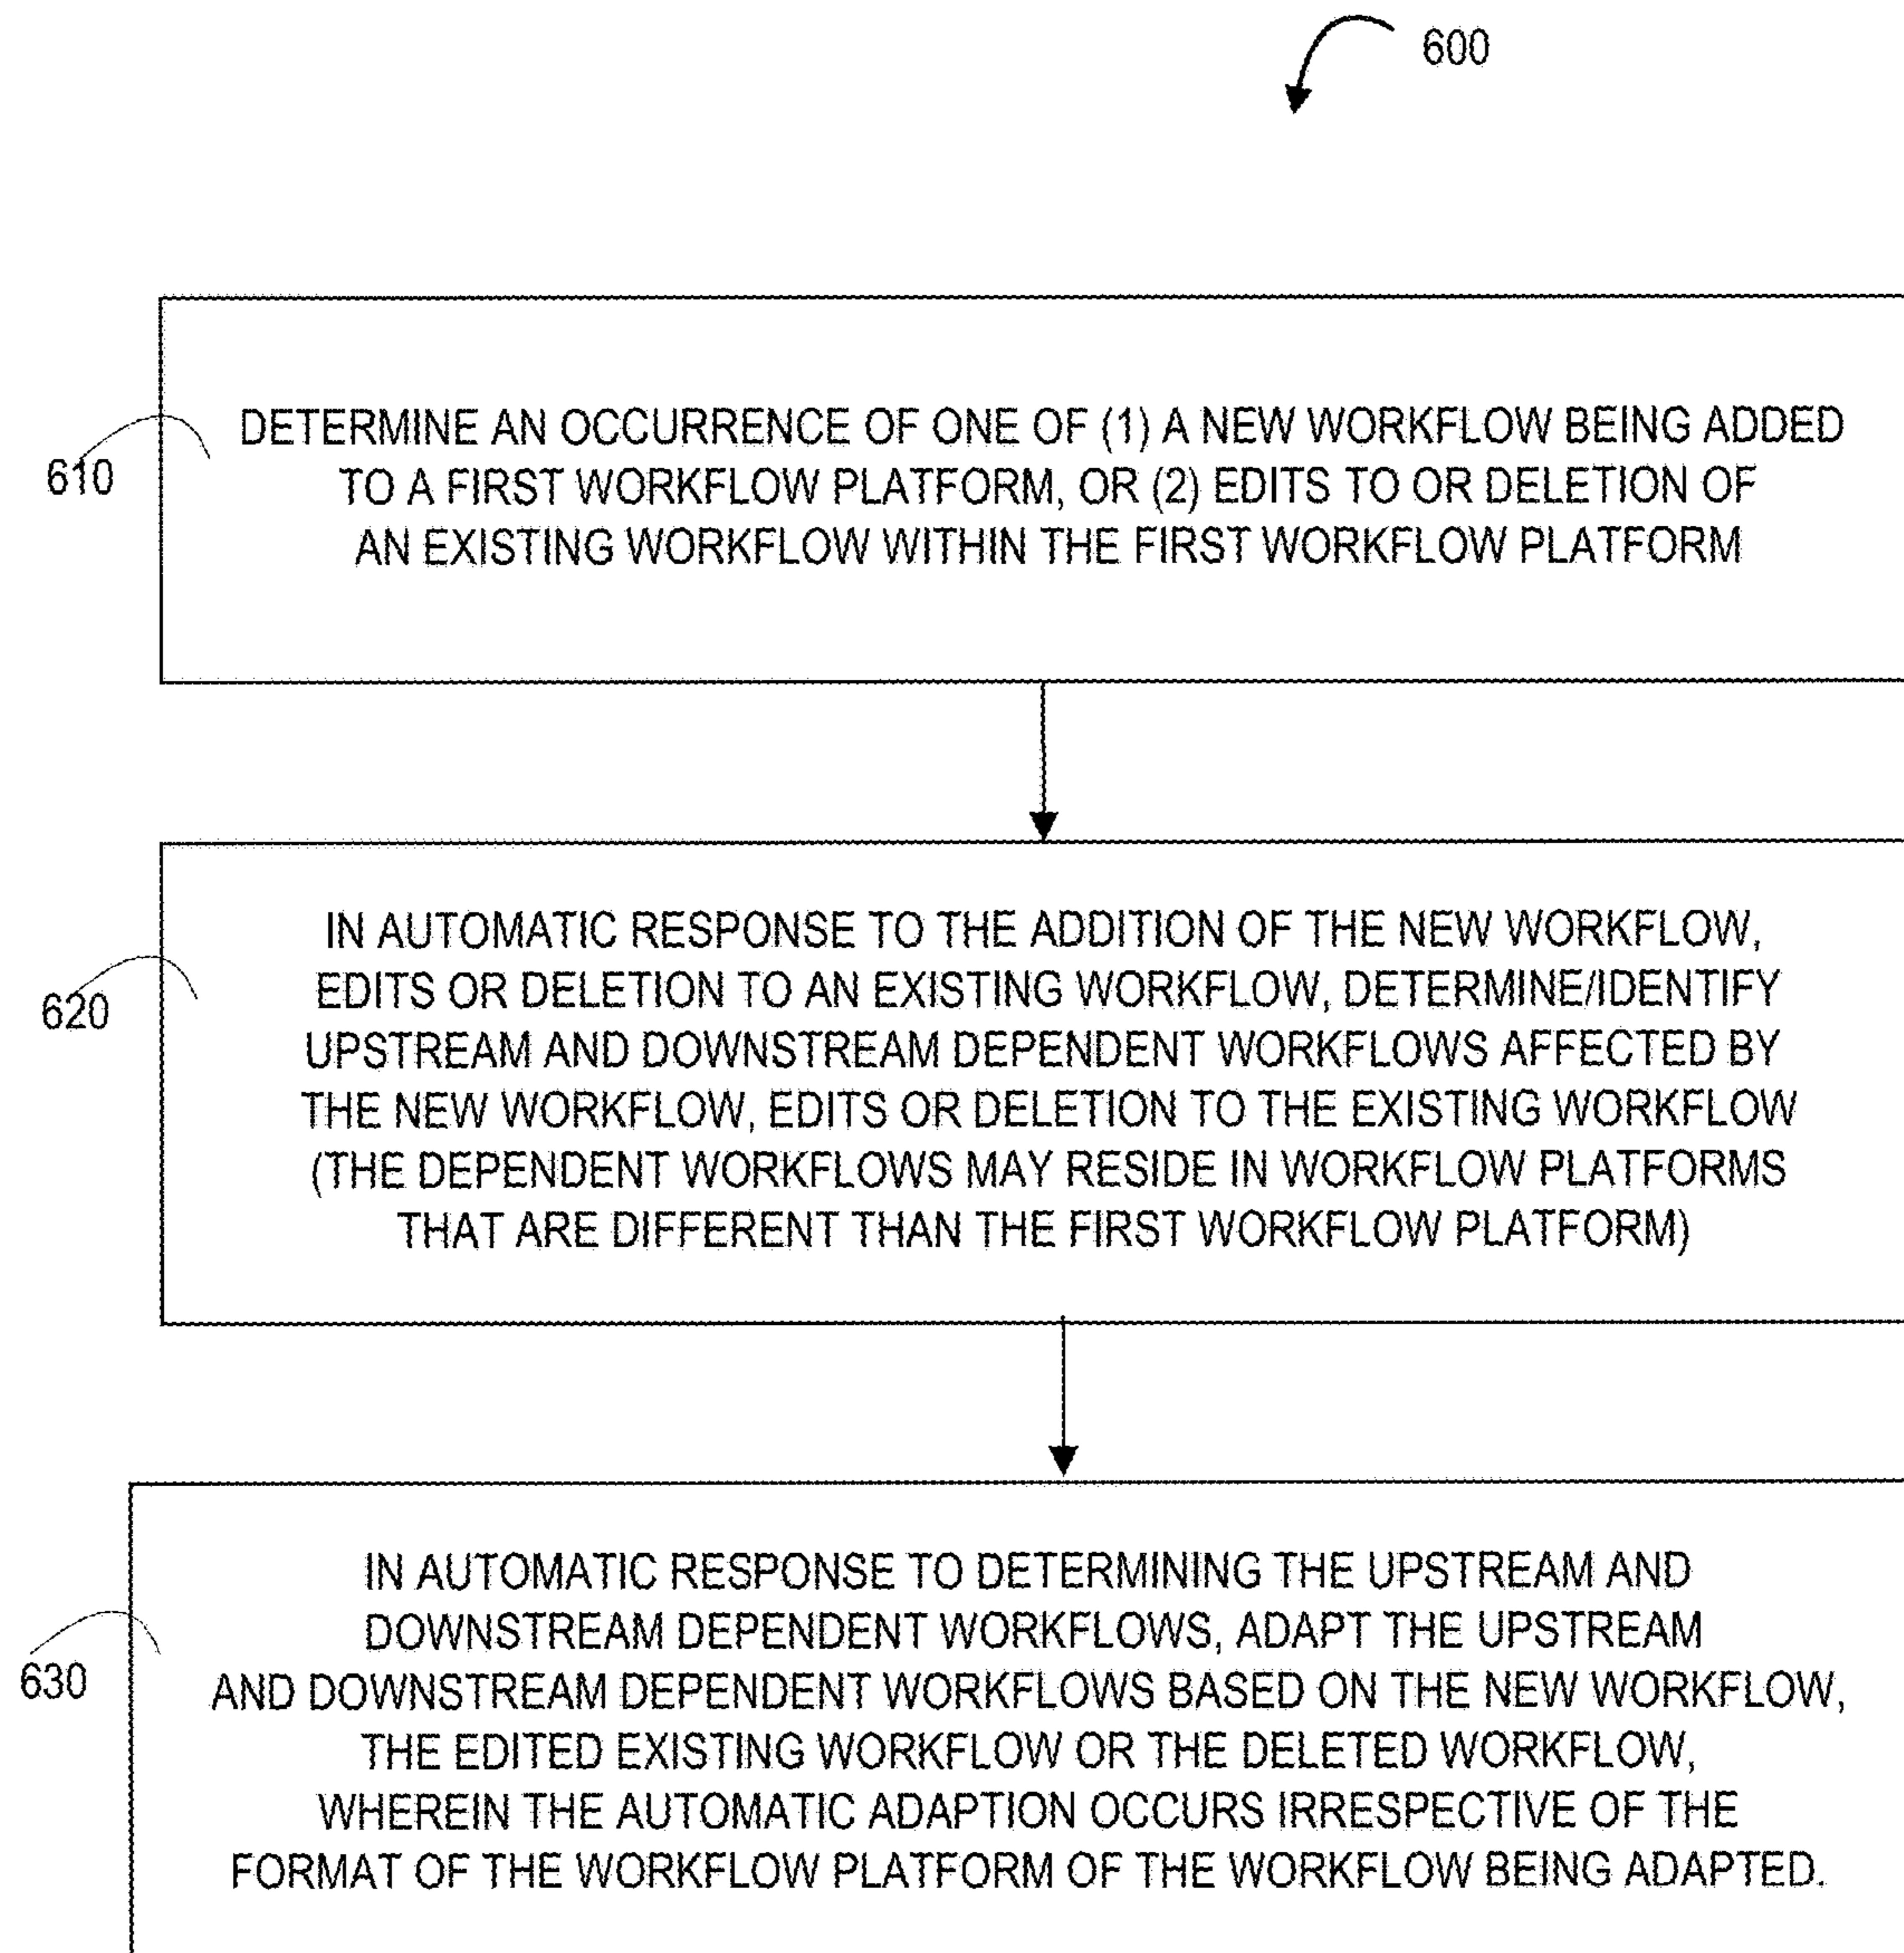 600
610
DETERMINE AN OCCURRENCE OF ONE OF (1) A NEW WORKFLOW BEING ADDED
TO A FIRST WORKFLOW PLATFORM, OR (2) EDITS TO OR DELETION OF
AN EXISTING WORKFLOW WITHIN THE FIRST WORKFLOW PLATFORM
620
IN AUTOMATIC RESPONSE TO THE ADDITION OF THE NEW WORKFLOW,
EDITS OR DELETION TO AN EXISTING WORKFLOW, DETERMINE/IDENTIFY
UPSTREAM AND DOWNSTREAM DEPENDENT WORKFLOWS AFFECTED BY
THE NEW WORKFLOW, EDITS OR DELETION TO THE EXISTING WORKFLOW
(THE DEPENDENT WORKFLOWS MAY RESIDE IN WORKFLOW PLATFORMS
THAT ARE DIFFERENT THAN THE FIRST WORKFLOW PLATFORM)
630
IN AUTOMATIC RESPONSE TO DETERMINING THE UPSTREAM AND
DOWNSTREAM DEPENDENT WORKFLOWS, ADAPT THE UPSTREAM
AND DOWNSTREAM DEPENDENT WORKFLOWS BASED ON THE NEW WORKFLOW,
THE EDITED EXISTING WORKFLOW OR THE DELETED WORKFLOW,
WHEREIN THE AUTOMATIC ADAPTION OCCURS IRRESPECTIVE OF THE
FORMAT OF THE WORKFLOW PLATFORM OF THE WORKFLOW BEING ADAPTED.